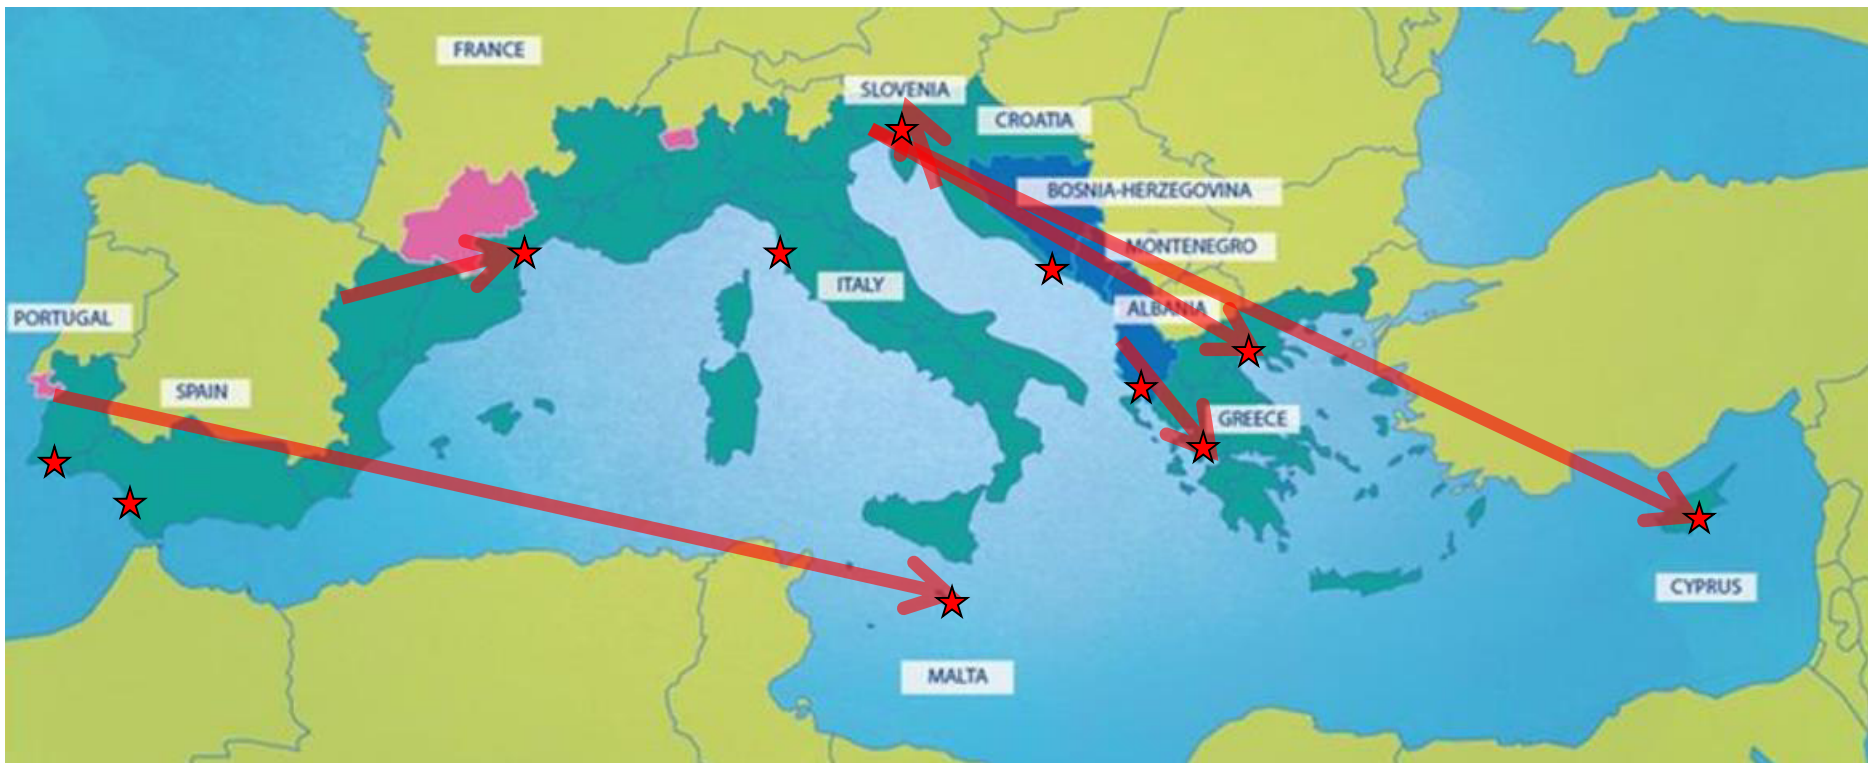 FRANCE
SLOVENIA
CROATIA
BOSNIA-HERZEGOVINA
MONTENEGRO
ITALY
ALBANIA
PORTUGAL
SPAIN
GREECE
CYPRUS
MALTA